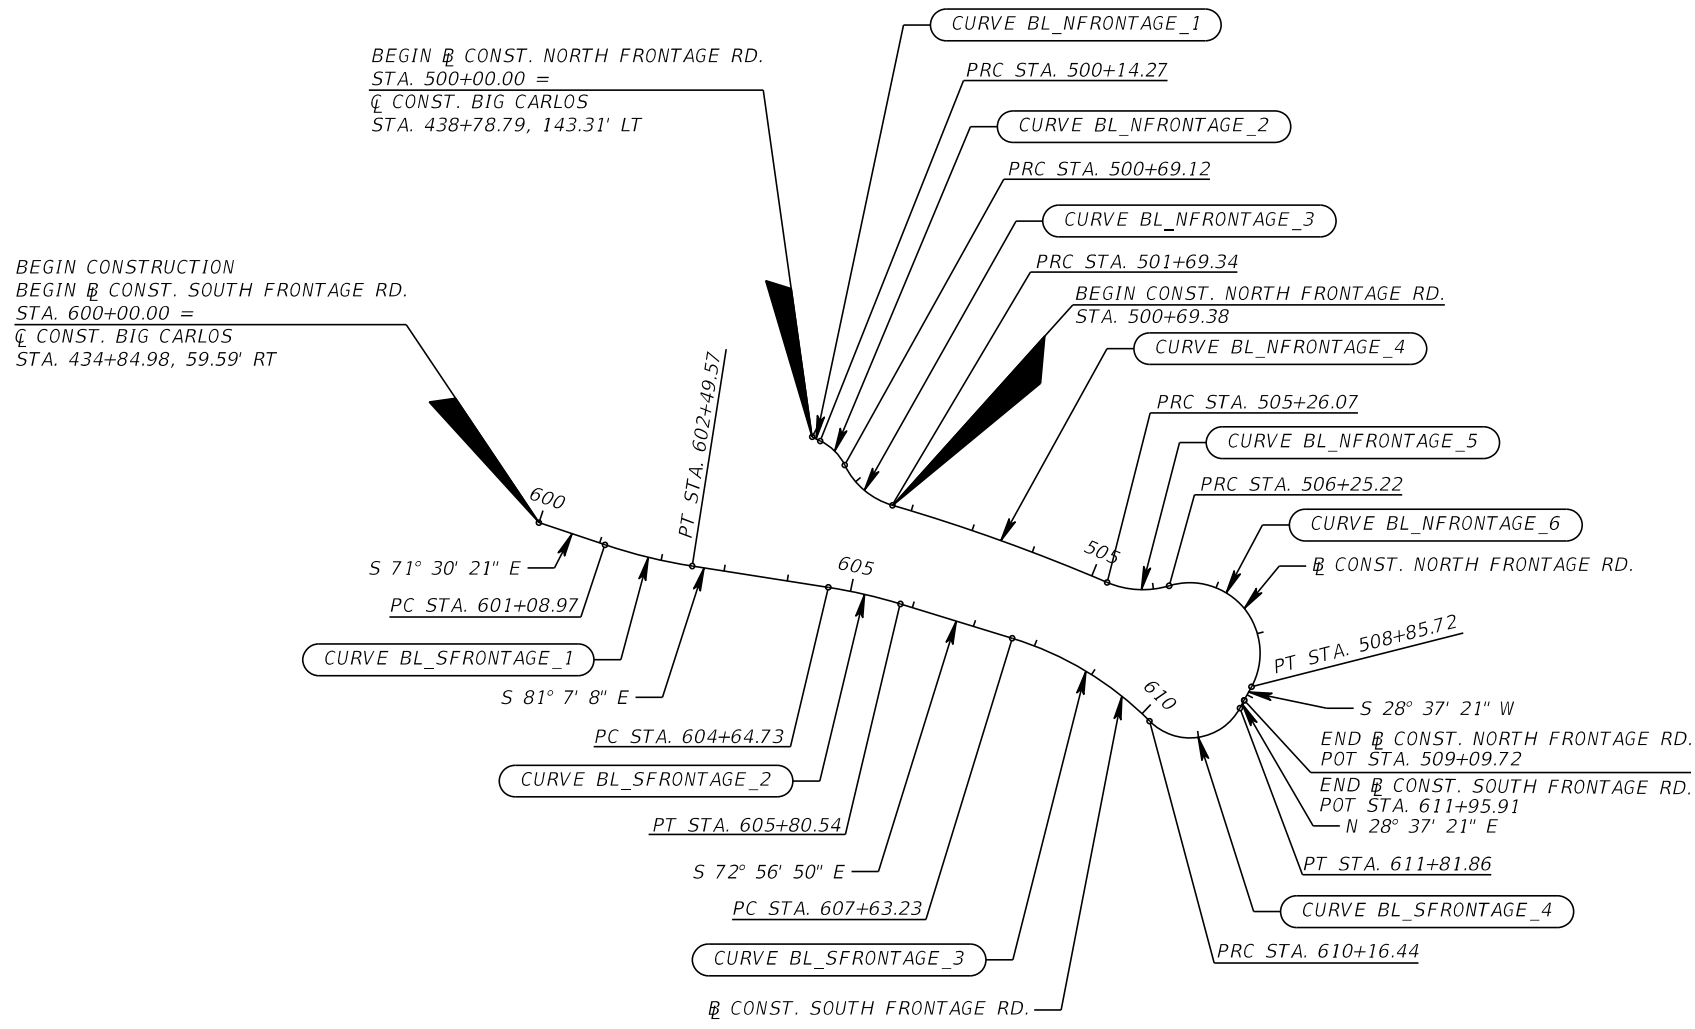 CURVE BL_NFRONTAGE_1
BEGIN ⅊ CONST. NORTH FRONTAGE RD.
STA. 500+00.00 =
℄ CONST. BIG CARLOS
STA. 438+78.79, 143.31' LT
PRC STA. 500+14.27
CURVE BL_NFRONTAGE_2
PRC STA. 500+69.12
CURVE BL_NFRONTAGE_3
PRC STA. 501+69.34
BEGIN CONST. NORTH FRONTAGE RD.
STA. 500+69.38
CURVE BL_NFRONTAGE_4
BEGIN CONSTRUCTION
BEGIN BL CONST. SOUTH FRONTAGE RD.
STA. 600+00.00 =
℄ CONST. BIG CARLOS
STA. 434+84.98, 59.59' RT
PT STA. 602+49.57
PRC STA. 505+26.07
CURVE BL_NFRONTAGE_5
PRC STA. 506+25.22
CURVE BL_NFRONTAGE_6
BL CONST. NORTH FRONTAGE RD.
600
605
505
610
S 71° 30' 21" E
PC STA. 601+08.97
CURVE BL_SFRONTAGE_1
S 81° 7' 8" E
PC STA. 604+64.73
CURVE BL_SFRONTAGE_2
PT STA. 605+80.54
S 72° 56' 50" E
PC STA. 607+63.23
CURVE BL_SFRONTAGE_3
BL CONST. SOUTH FRONTAGE RD.
PT STA. 508+85.72
S 28° 37' 21" W
END BL CONST. NORTH FRONTAGE RD.
POT STA. 509+09.72
END BL CONST. SOUTH FRONTAGE RD.
POT STA. 611+95.91
N 28° 37' 21" E
PT STA. 611+81.86
CURVE BL_SFRONTAGE_4
PRC STA. 610+16.44